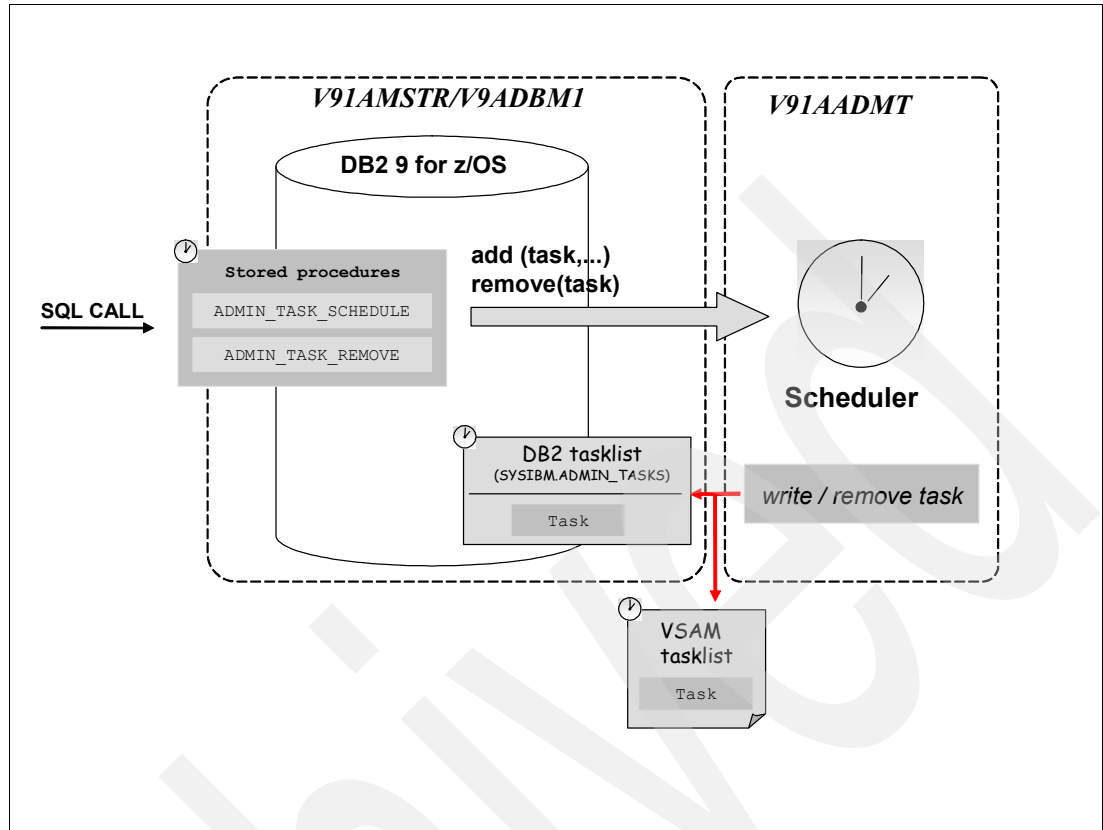 V91AMSTR/V9ADBM1
V91AADMT
DB2 9 for z/OS
Stored procedures
ADMIN_TASK_SCHEDULE
ADMIN_TASK_REMOVE
SQL CALL
add (task,...)
remove(task)
Scheduler
DB2 tasklist
(SYSIBM.ADMIN_TASKS)
Task
write / remove task
VSAM
tasklist
Task